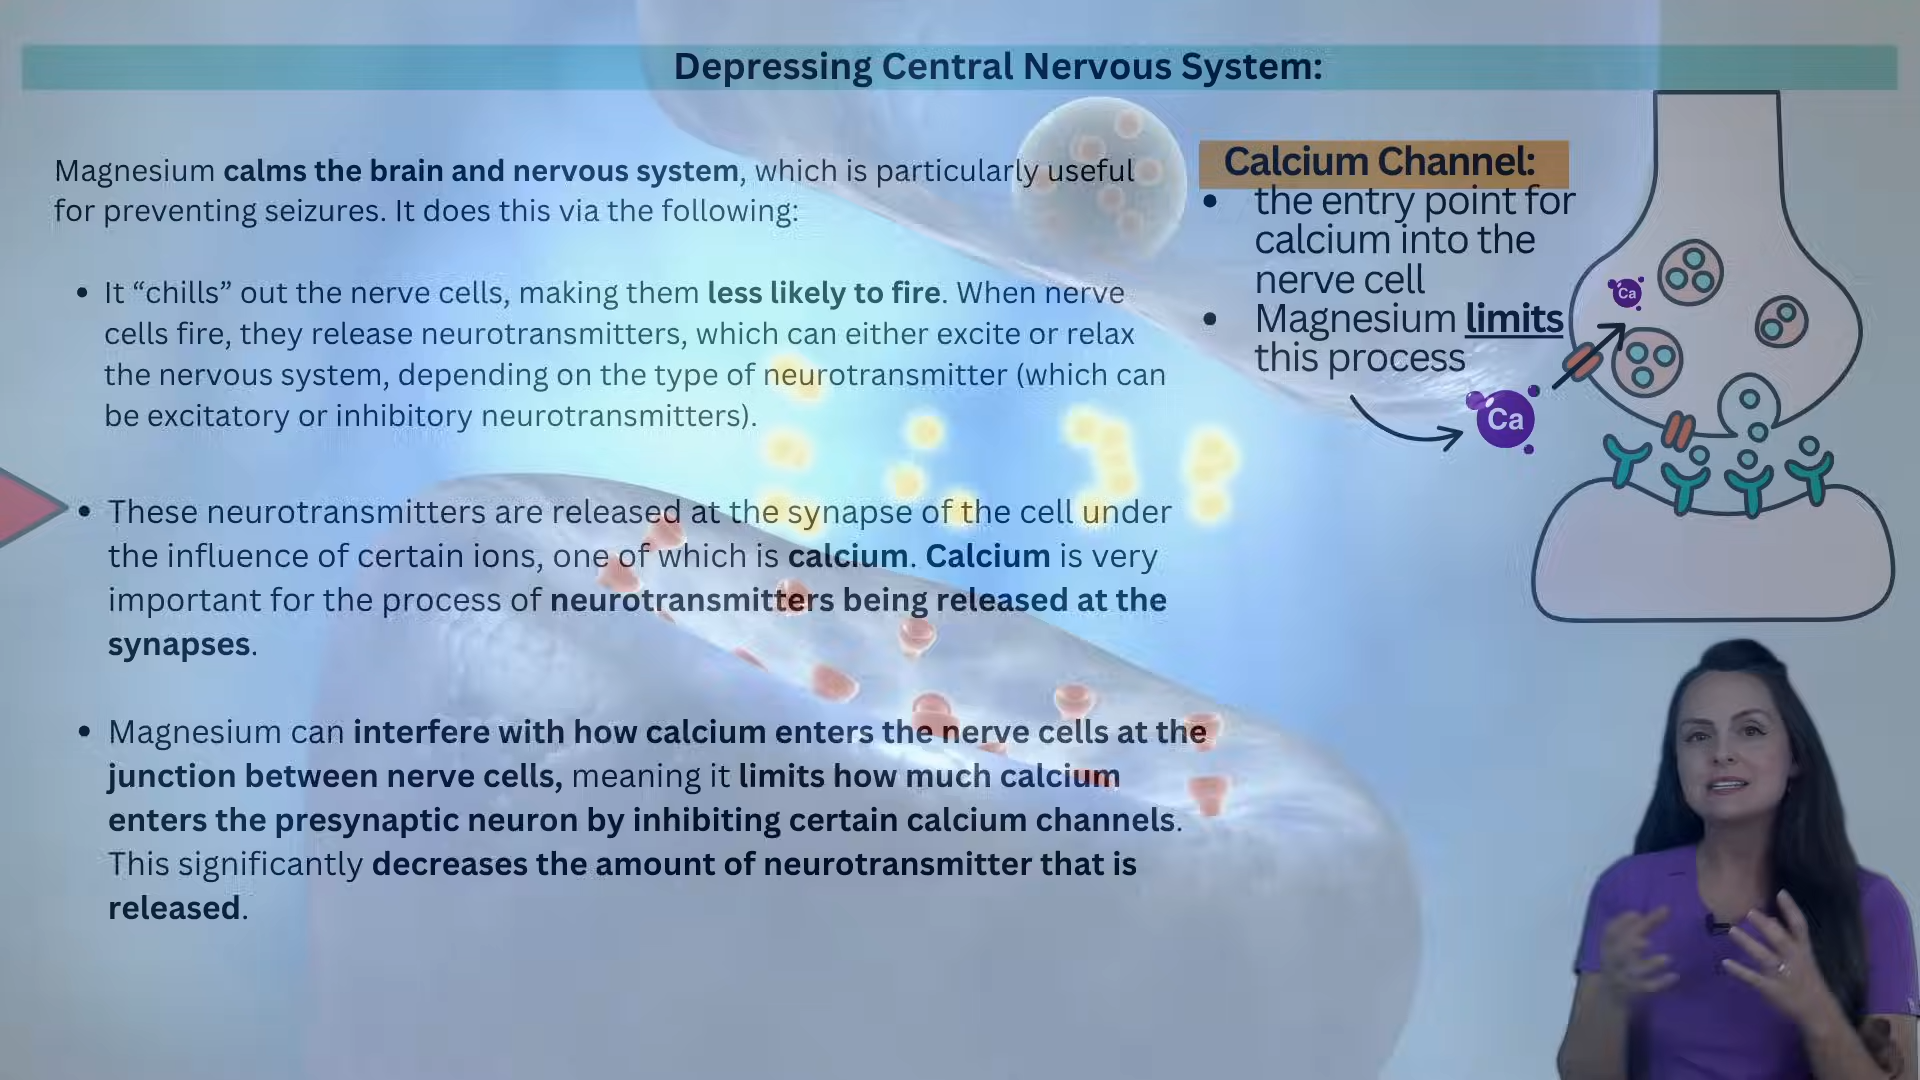 Depressing Central Nervous System:
Magnesium calms the brain and nervous system, which is particularly useful
for preventing seizures. It does this via the following:
• It “chills” out the nerve cells, making them less likely to fire. When nerve
cells fire, they release neurotransmitters, which can either excite or relax
the nervous system, depending on the type of neurotransmitter (which can
be excitatory or inhibitory neurotransmitters).
• These neurotransmitters are released at the synapse of the cell under
the influence of certain ions, one of which is calcium. Calcium is very
important for the process of neurotransmitters being released at the
synapses.
• Magnesium can interfere with how calcium enters the nerve cells at the
junction between nerve cells, meaning it limits how much calcium
enters the presynaptic neuron by inhibiting certain calcium channels.
This significantly decreases the amount of neurotransmitter that is
released.
Calcium Channel:
• the entry point for
calcium into the
nerve cell
• Magnesium limits
this process
Ca
Ca